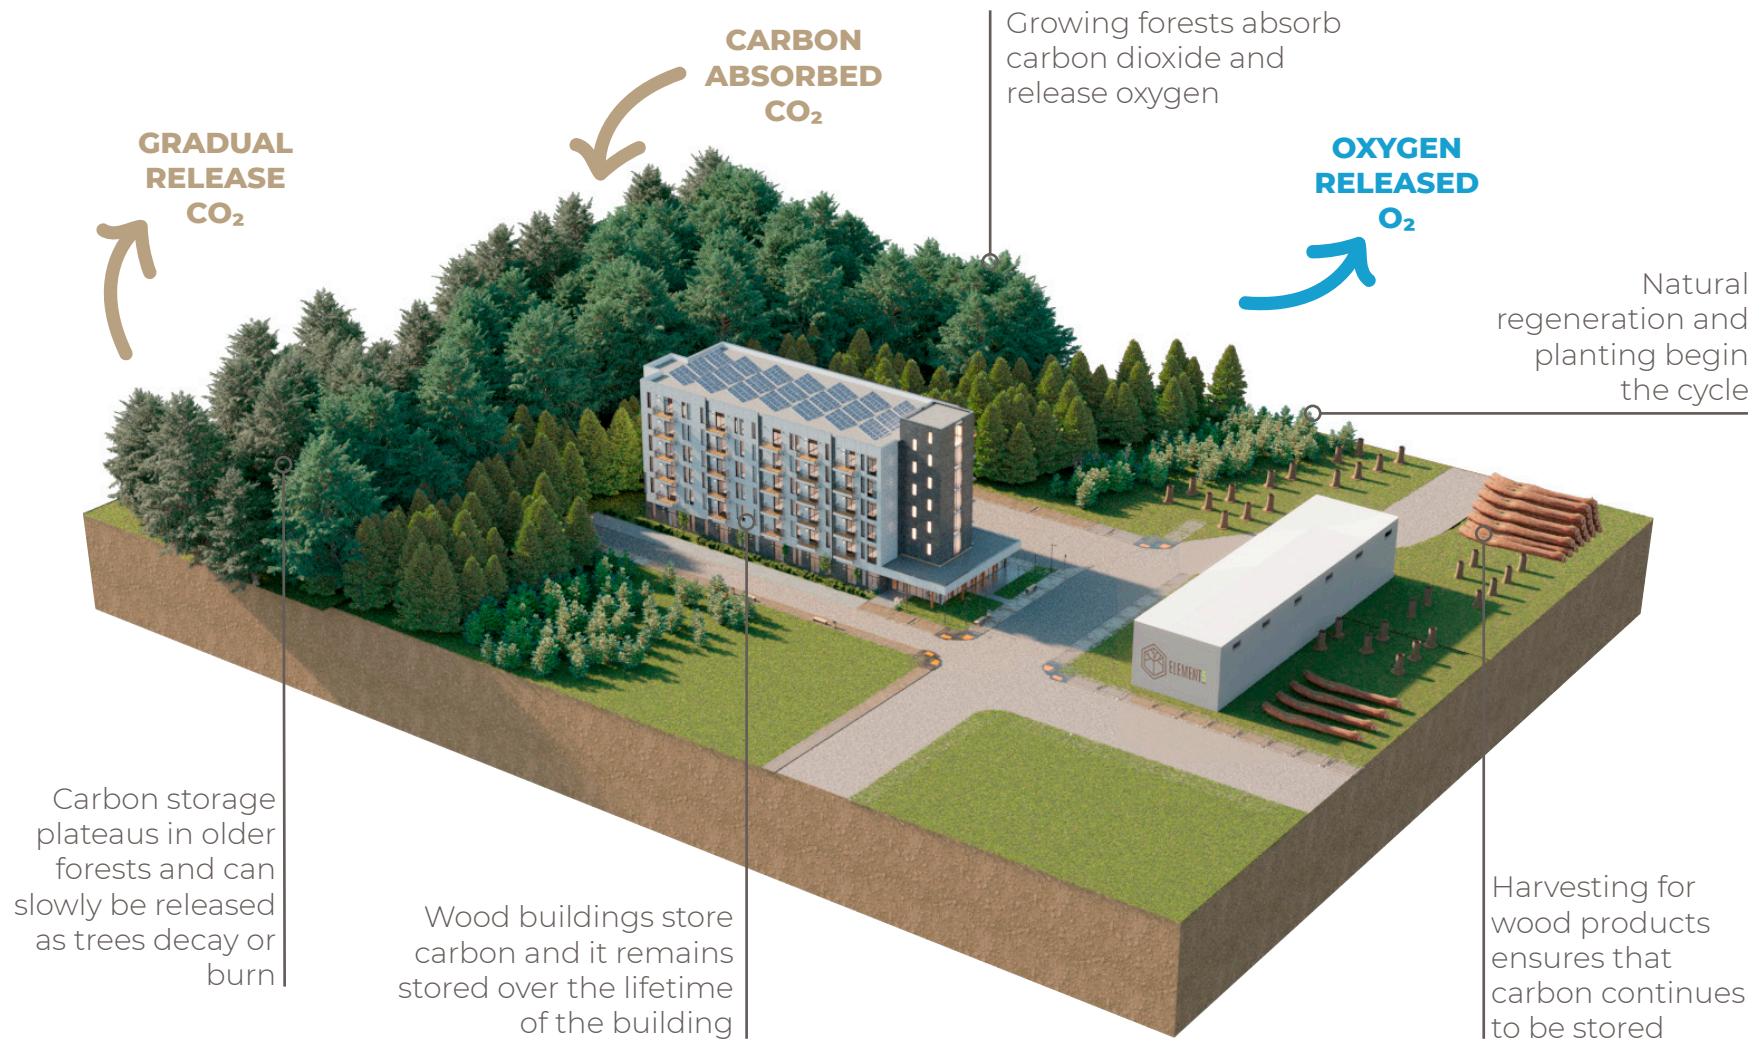 Growing forests absorb
carbon dioxide and
release oxygen
CARBON
ABSORBED
CO₂
GRADUAL
RELEASE
CO₂
OXYGEN
RELEASED
O₂
Natural
regeneration and
planting begin
the cycle
ELEMENT
Carbon storage
plateaus in older
forests and can
slowly be released
as trees decay or
burn
Wood buildings store
carbon and it remains
stored over the lifetime
of the building
Harvesting for
wood products
ensures that
carbon continues
to be stored